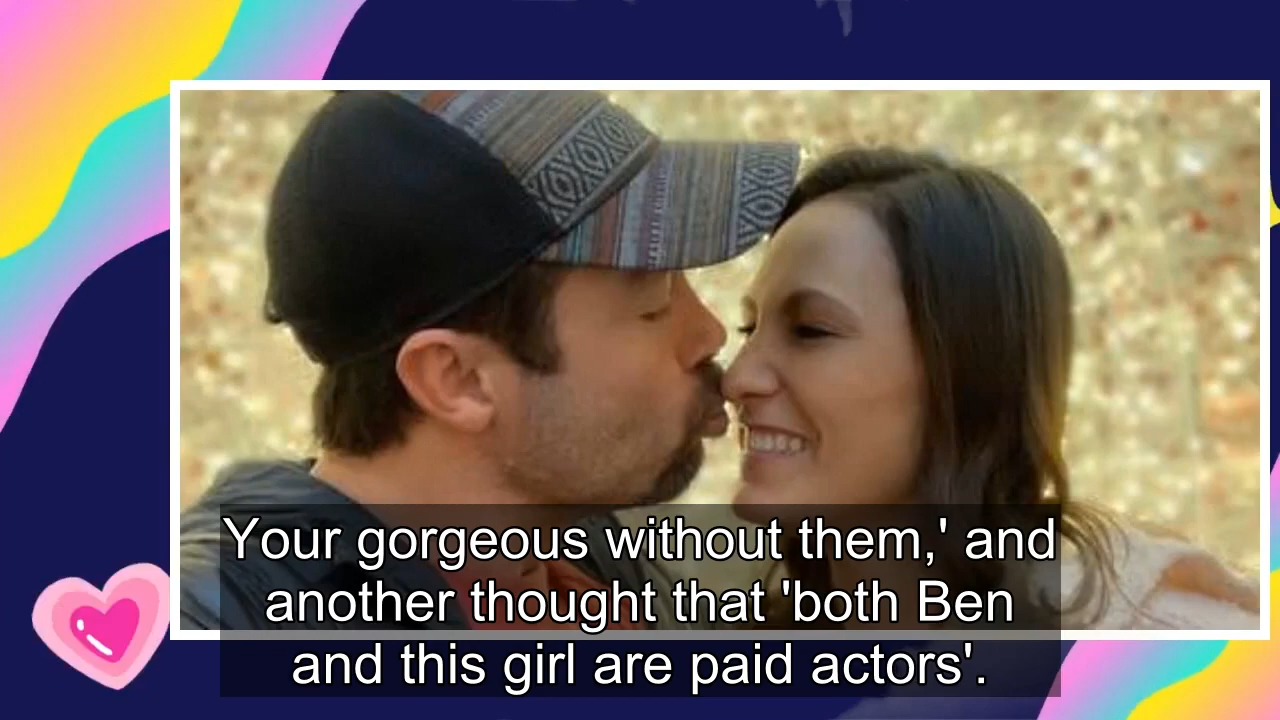 Your gorgeous without them,' and
another thought that 'both Ben
and this girl are paid actors'.